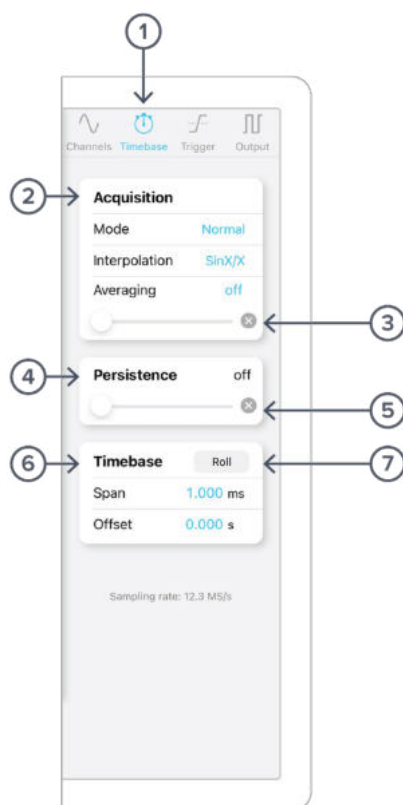 1
Channels Timebase Trigger Output
2 Acquisition
Mode Normal
Interpolation SinX/X
Averaging off
3
4 Persistence off
5
6 Timebase Roll 7
Span 1.000 ms
Offset 0.000 s
Sampling rate: 12.3 MS/s